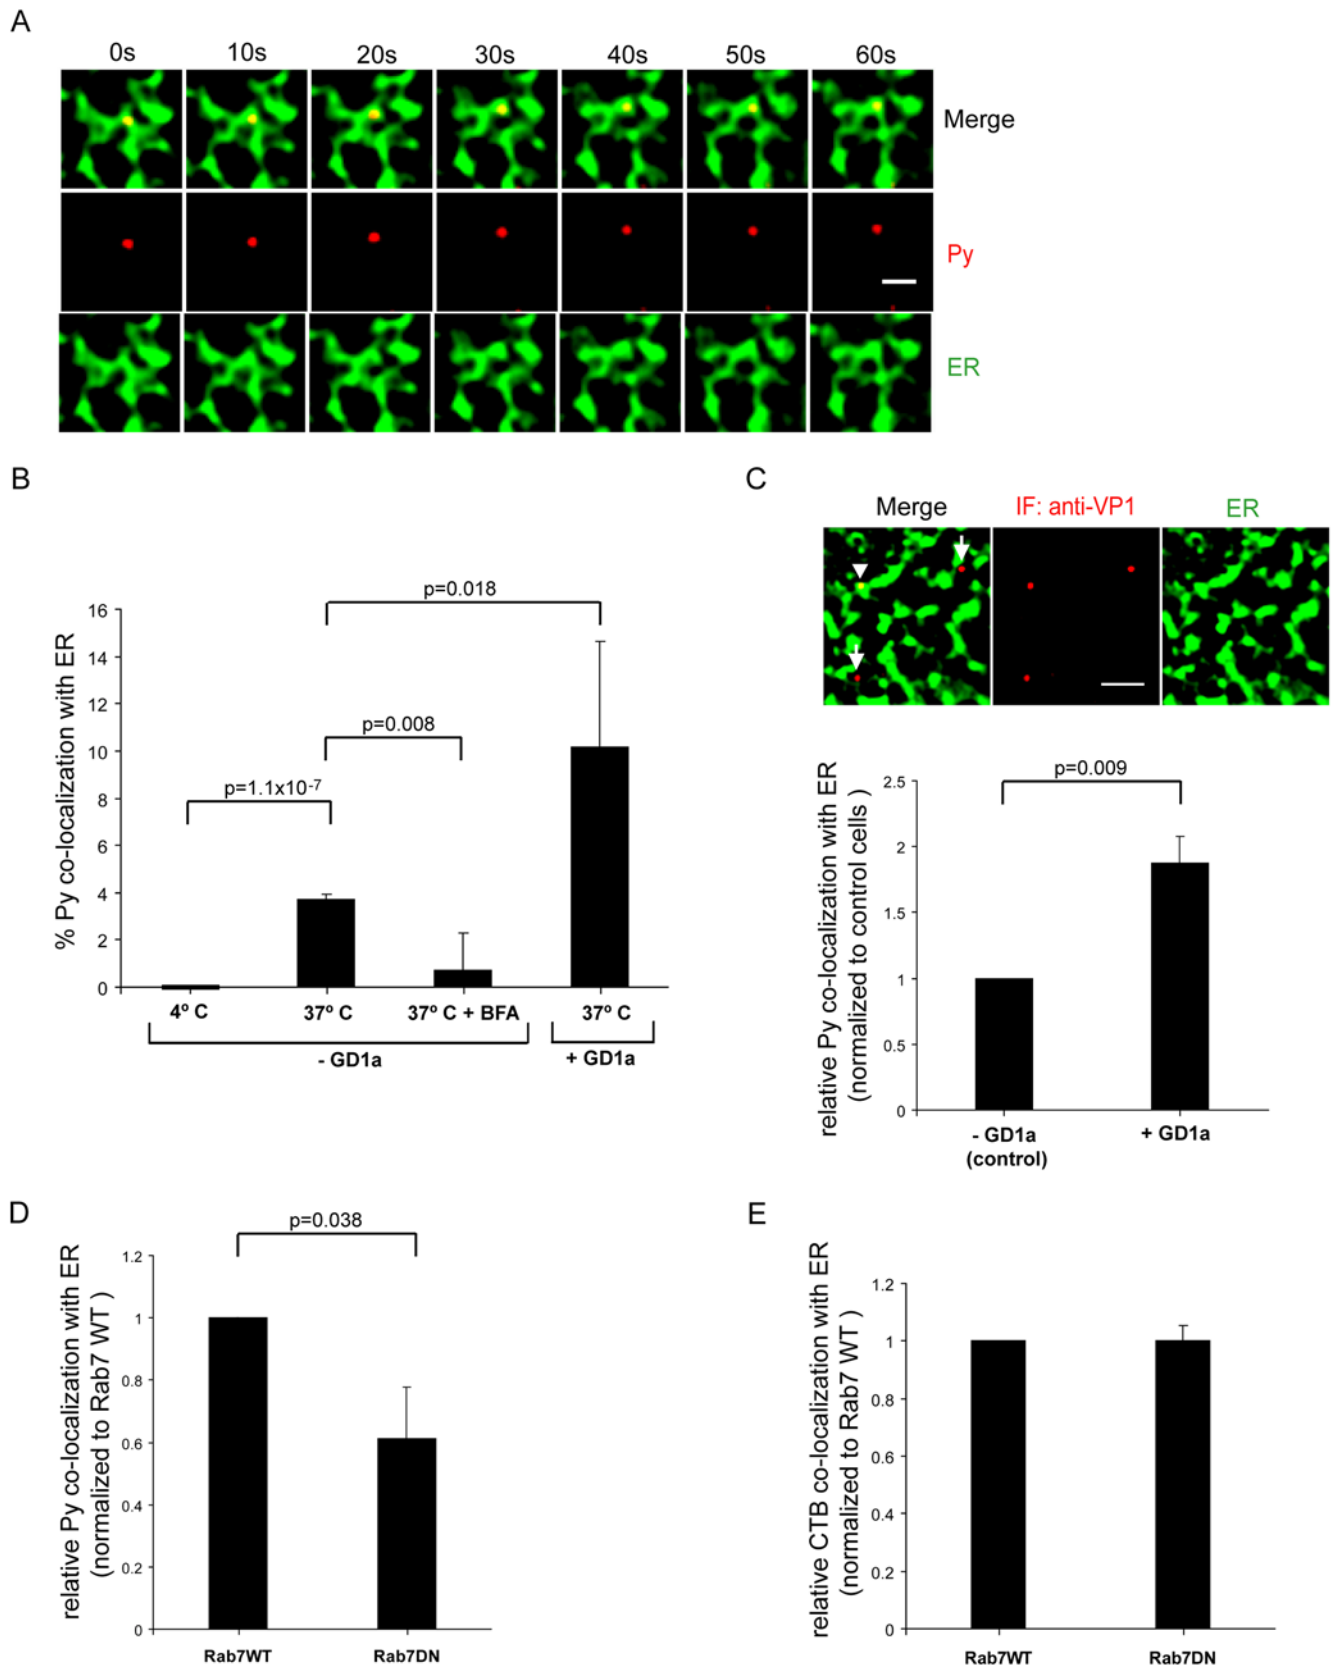 A
0s 10s 20s 30s 40s 50s 60s
Merge
Py
ER
B
% Py co-localization with ER
16
14
12
10
8
6
4
2
0
p=0.018
p=0.008
p=1.1x10-7
4º C 37º C 37º C + BFA 37º C
- GD1a + GD1a
C
Merge IF: anti-VP1 ER
relative Py co-localization with ER
(normalized to control cells )
2.5
2
1.5
1
0.5
0
p=0.009
- GD1a + GD1a
(control)
D
relative Py co-localization with ER
(normalized to Rab7 WT )
1.2
1
0.8
0.6
0.4
0.2
0
p=0.038
Rab7WT Rab7DN
E
relative CTB co-localization with ER
(normalized to Rab7 WT )
1.2
1
0.8
0.6
0.4
0.2
0
Rab7WT Rab7DN